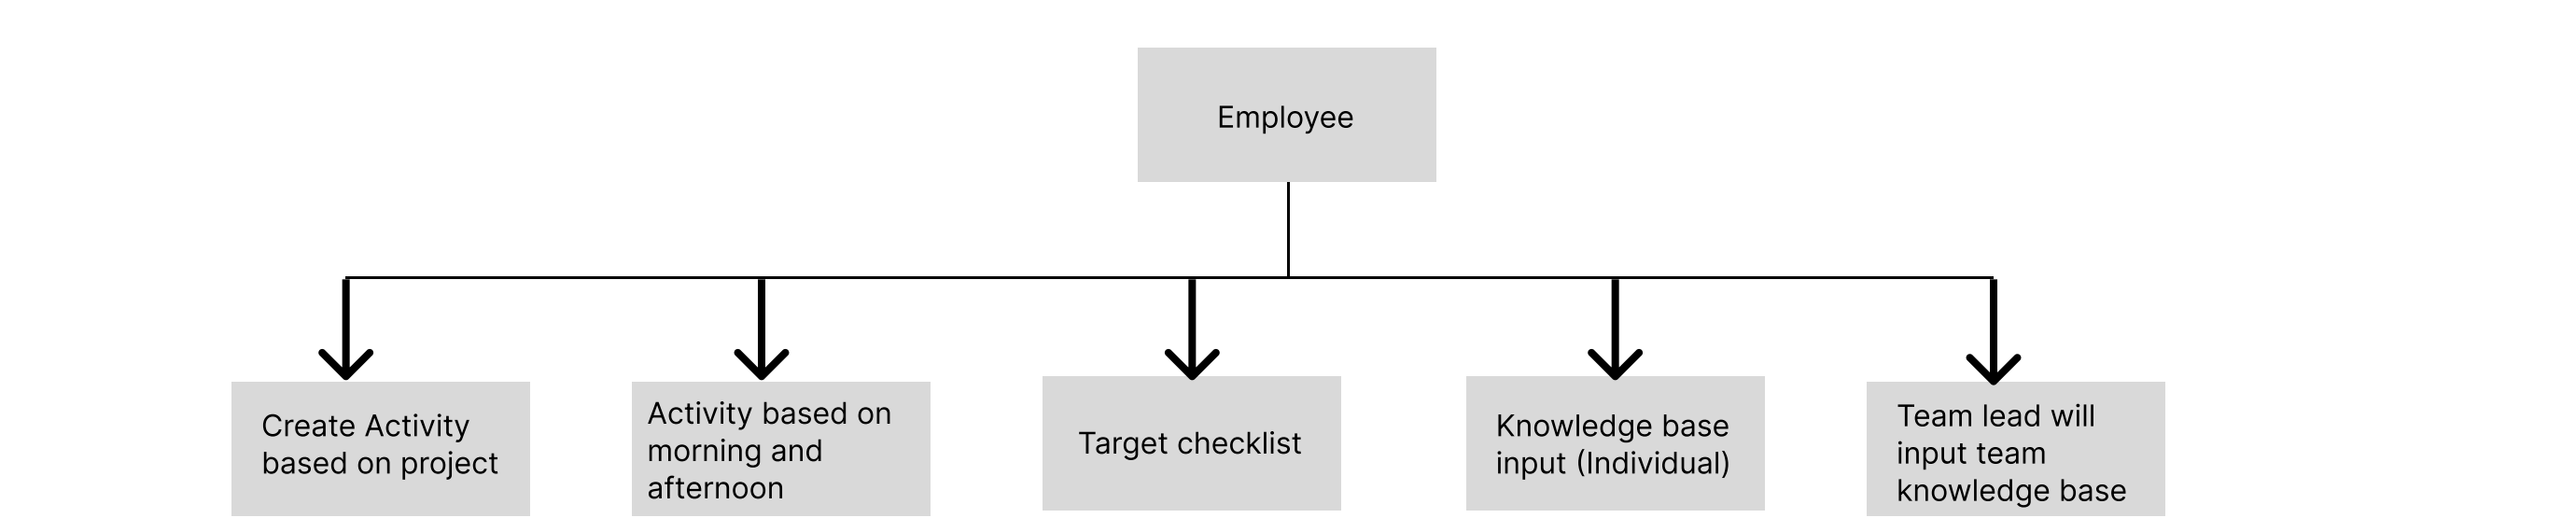 Employee
Create Activity
based on project
Activity based on
morning and
afternoon
Target checklist
Knowledge base
input (Individual)
Team lead will
input team
knowledge base